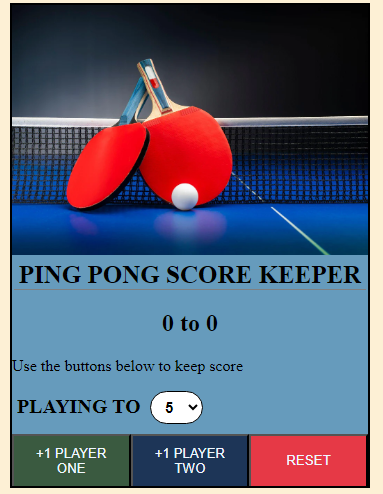 PING PONG SCORE KEEPER
0 to 0
Use the buttons below to keep score
PLAYING TO 5
+1 PLAYER
ONE
+1 PLAYER
TWO
RESET